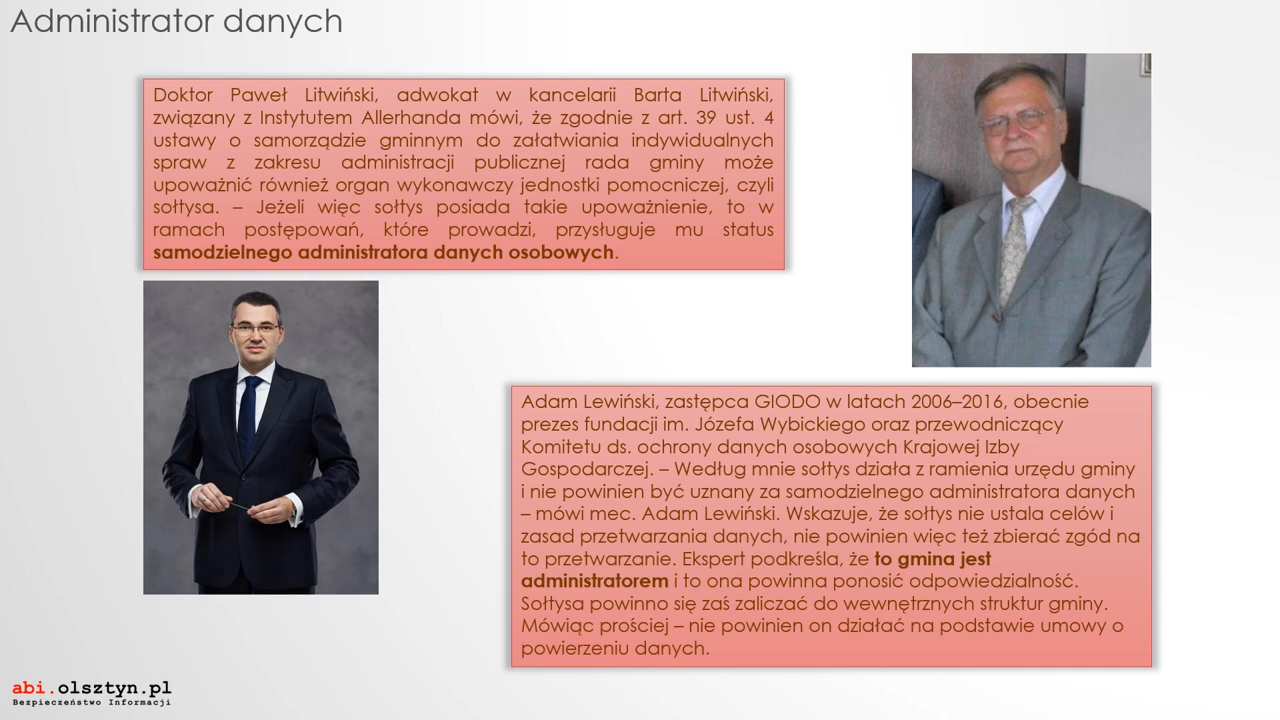 Administrator danych
Doktor Paweł Litwiński, adwokat w kancelarii Barta Litwiński,
związany z Instytutem Allerhanda mówi, że zgodnie z art. 39 ust. 4
ustawy o samorządzie gminnym do załatwiania indywidualnych
spraw z zakresu administracji publicznej rada gminy może
upoważnić również organ wykonawczy jednostki pomocniczej, czyli
sołtysa. – Jeżeli więc sołtys posiada takie upoważnienie, to w
ramach postępowań, które prowadzi, przysługuje mu status
samodzielnego administratora danych osobowych.
Adam Lewiński, zastępca GIODO w latach 2006–2016, obecnie
prezes fundacji im. Józefa Wybickiego oraz przewodniczący
Komitetu ds. ochrony danych osobowych Krajowej Izby
Gospodarczej. – Według mnie sołtys działa z ramienia urzędu gminy
i nie powinien być uznany za samodzielnego administratora danych
– mówi mec. Adam Lewiński. Wskazuje, że sołtys nie ustala celów i
zasad przetwarzania danych, nie powinien więc też zbierać zgód na
to przetwarzanie. Ekspert podkreśla, że to gmina jest
administratorem i to ona powinna ponosić odpowiedzialność.
Sołtysa powinno się zaś zaliczać do wewnętrznych struktur gminy.
Mówiąc prościej – nie powinien on działać na podstawie umowy o
powierzeniu danych.
abi.olsztyn.pl
Bezpieczeństwo Informacji